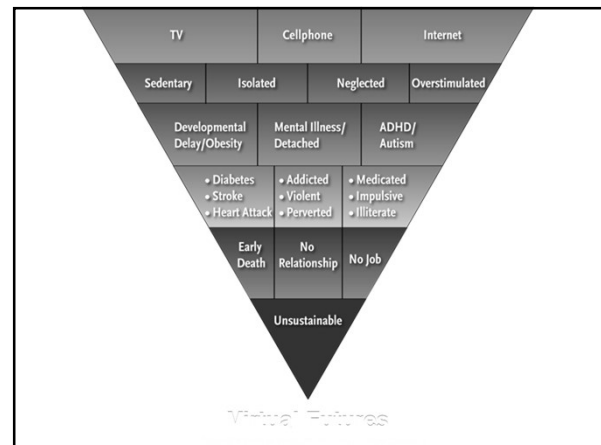 TV Cellphone Internet
Sedentary Isolated Neglected Overstimulated
Developmental Delay/Obesity
Mental Illness/ Detached
ADHD/ Autism
• Diabetes
• Stroke
• Heart Attack
• Addicted
• Violent
• Perverted
• Medicated
• Impulsive
• Illiterate
Early Death
No Relationship
No Job
Unsustainable
Virtual Futures